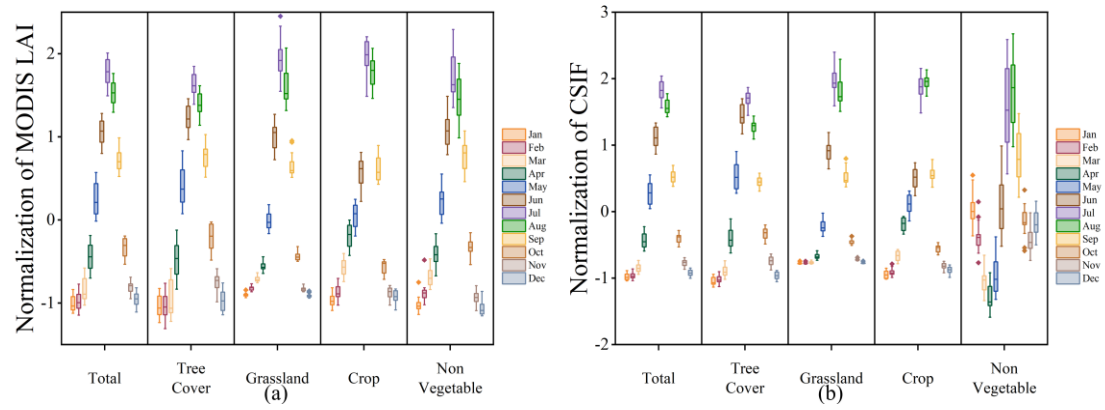 Normalization of MODIS LAI
2
1
0
-1
Total
Tree
Cover
Grassland
Crop
Non
Vegetable
(a)
Jan
Feb
Mar
Apr
May
Jun
Jul
Aug
Sep
Oct
Nov
Dec
Normalization of CSIF
3
2
1
0
-1
-2
Total
Tree
Cover
Grassland
Crop
Non
Vegetable
(b)
Jan
Feb
Mar
Apr
May
Jun
Jul
Aug
Sep
Oct
Nov
Dec